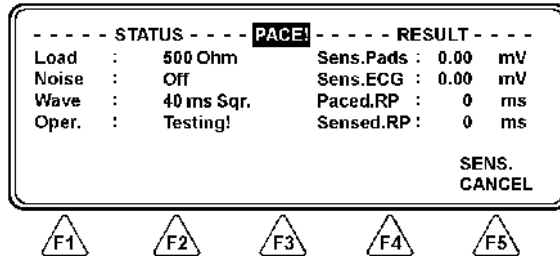 - - - - - STATUS - - - - PACE! - - - - - RESULT - - - -
Load : 500 Ohm Sens.Pads : 0.00 mV
Noise : Off Sens.ECG : 0.00 mV
Wave : 40 ms Sqr. Paced.RP : 0 ms
Oper. : Testing! Sensed.RP : 0 ms
SENS.
CANCEL
F1 F2 F3 F4 F5